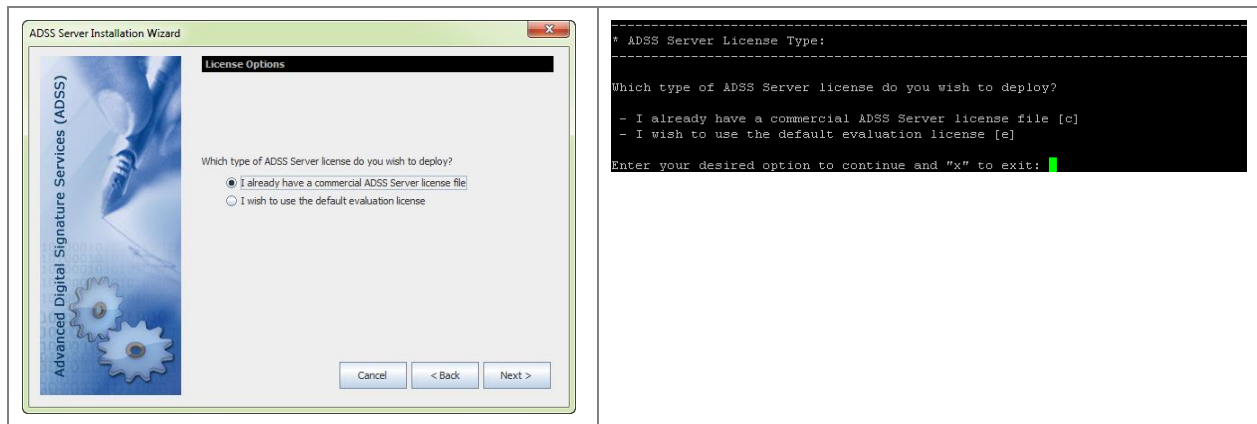 ADSS Server Installation Wizard
Advanced Digital Signature Services (ADSS)
License Options
Which type of ADSS Server license do you wish to deploy?
I already have a commercial ADSS Server license file
I wish to use the default evaluation license
Cancel
< Back
Next >
* ADSS Server License Type:
Which type of ADSS Server license do you wish to deploy?
- I already have a commercial ADSS Server license file [c]
- I wish to use the default evaluation license [e]
Enter your desired option to continue and "x" to exit: